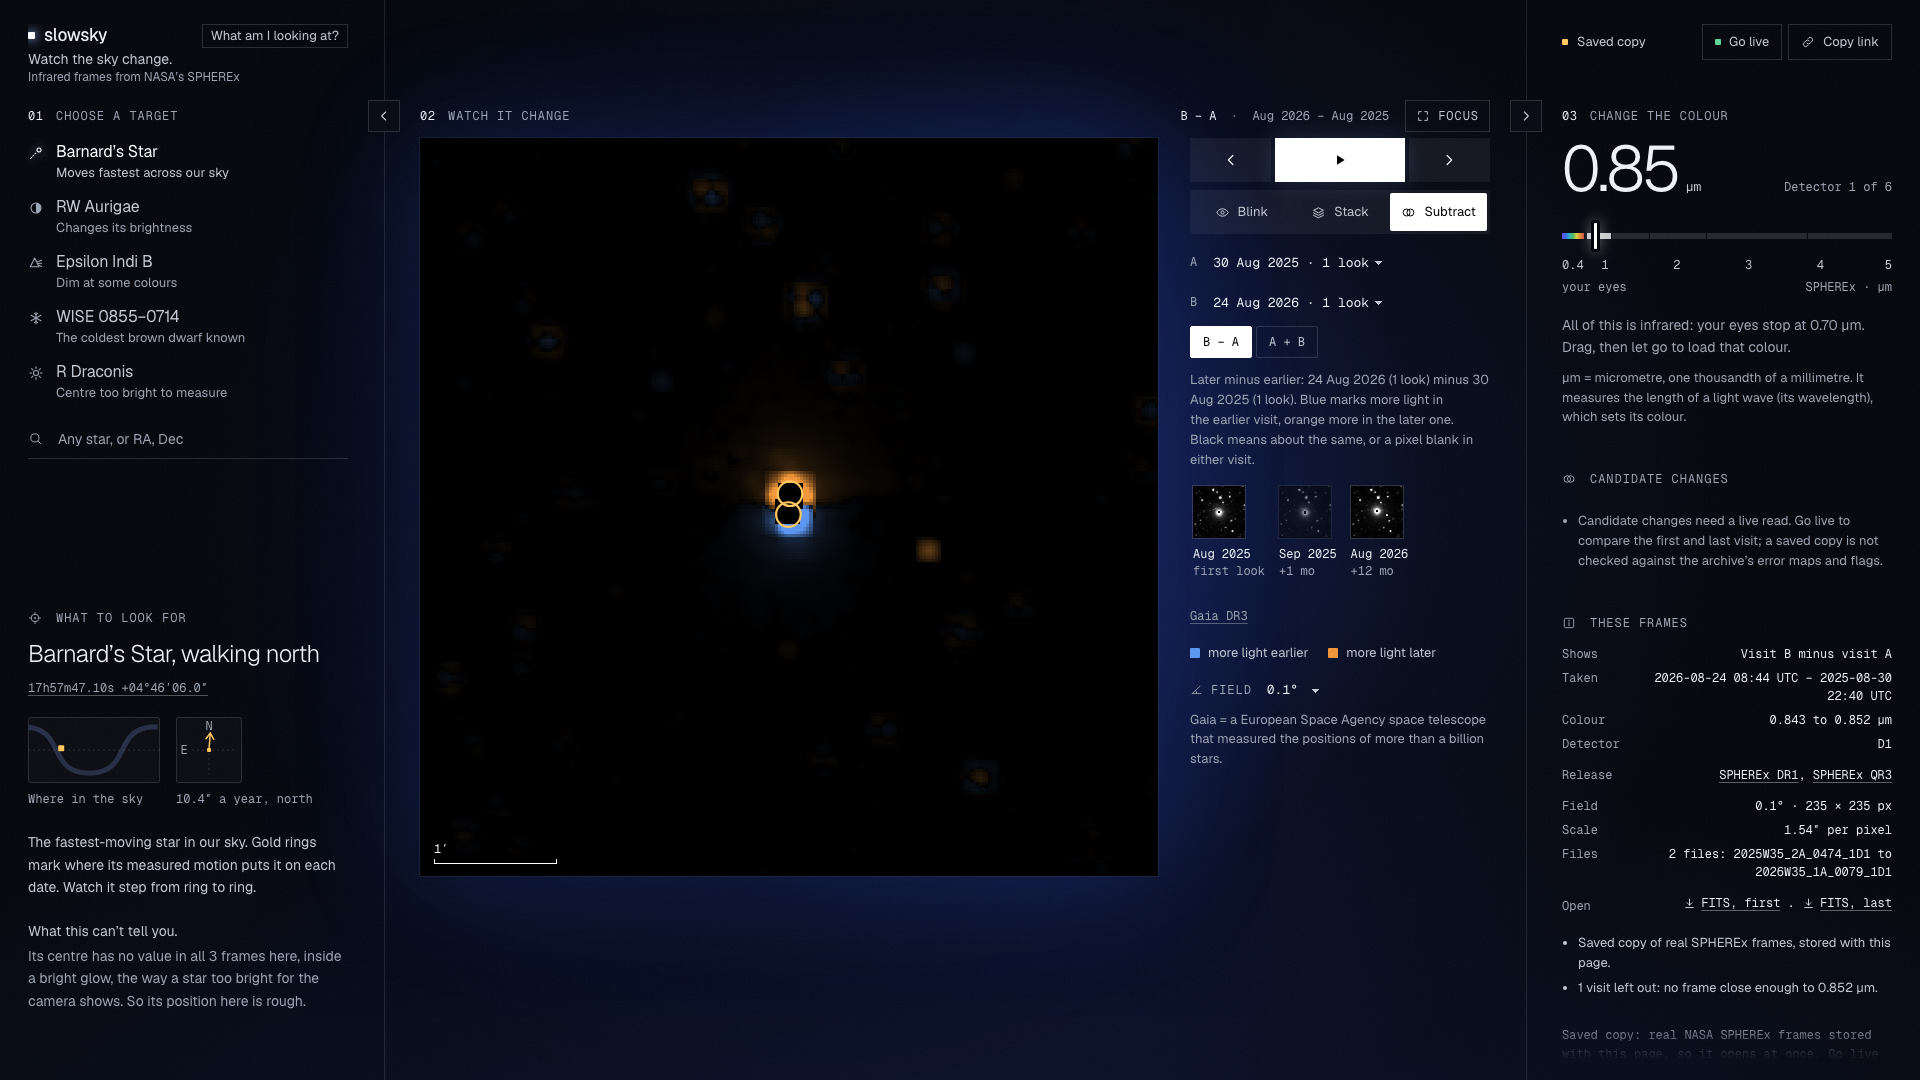 slowsky
What am I looking at?
Watch the sky change.
Infrared frames from NASA's SPHEREx
01 CHOOSE A TARGET
Barnard's Star
Moves fastest across our sky
RW Aurigae
Changes its brightness
Epsilon Indi B
Dim at some colours
WISE 0855−0714
The coldest brown dwarf known
R Draconis
Centre too bright to measure
Any star, or RA, Dec
WHAT TO LOOK FOR
Barnard's Star, walking north
17h57m47.10s +04°46′06.0″
N
E
Where in the sky
10.4″ a year, north
The fastest-moving star in our sky. Gold rings
mark where its measured motion puts it on each
date. Watch it step from ring to ring.
What this can't tell you.
Its centre has no value in all 3 frames here, inside
a bright glow, the way a star too bright for the
camera shows. So its position here is rough.
02 WATCH IT CHANGE
B − A · Aug 2026 − Aug 2025
FOCUS
1′
Blink
Stack
Subtract
A 30 Aug 2025 · 1 look
B 24 Aug 2026 · 1 look
B − A
A + B
Later minus earlier: 24 Aug 2026 (1 look) minus 30
Aug 2025 (1 look). Blue marks more light in
the earlier visit, orange more in the later one.
Black means about the same, or a pixel blank in
either visit.
Aug 2025
first look
Sep 2025
+1 mo
Aug 2026
+12 mo
Gaia DR3
more light earlier
more light later
FIELD 0.1°
Gaia = a European Space Agency space telescope
that measured the positions of more than a billion
stars.
Saved copy
Go live
Copy link
03 CHANGE THE COLOUR
0.85 µm
Detector 1 of 6
0.4 1 2 3 4 5
your eyes
SPHEREx · µm
All of this is infrared: your eyes stop at 0.70 µm.
Drag, then let go to load that colour.
µm = micrometre, one thousandth of a millimetre. It
measures the length of a light wave (its wavelength),
which sets its colour.
CANDIDATE CHANGES
• Candidate changes need a live read. Go live to
compare the first and last visit; a saved copy is not
checked against the archive's error maps and flags.
THESE FRAMES
Shows Visit B minus visit A
Taken 2026-08-24 08:44 UTC − 2025-08-30
22:40 UTC
Colour 0.843 to 0.852 µm
Detector D1
Release SPHEREx DR1, SPHEREx QR3
Field 0.1° · 235 × 235 px
Scale 1.54″ per pixel
Files 2 files: 2025W35_2A_0474_1D1 to
2026W35_1A_0079_1D1
Open FITS, first · FITS, last
• Saved copy of real SPHEREx frames, stored with this
page.
• 1 visit left out: no frame close enough to 0.852 µm.
Saved copy: real NASA SPHEREx frames stored
with this page, so it opens at once. Go live